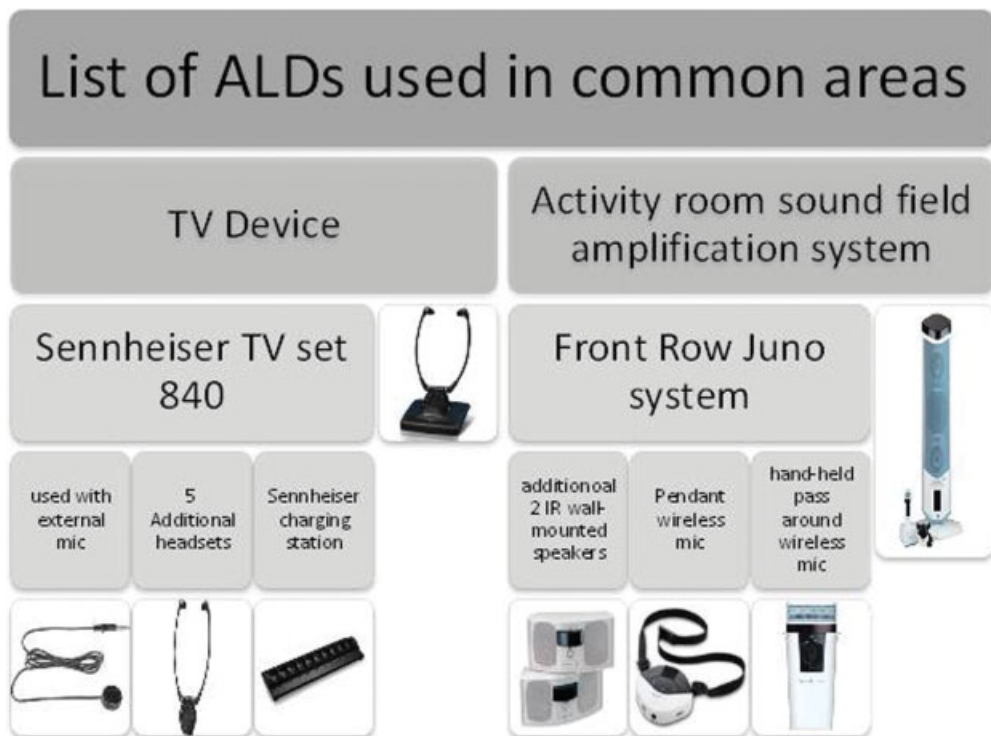 List of ALDs used in common areas
TV Device
Activity room sound field
amplification system
Sennheiser TV set
840
Front Row Juno
system
used with
external
mic
5
Additional
headsets
Sennheiser
charging
station
additionoal
2 IR wall-
mounted
speakers
Pendant
wireless
mic
hand-held
pass
around
wireless
mic